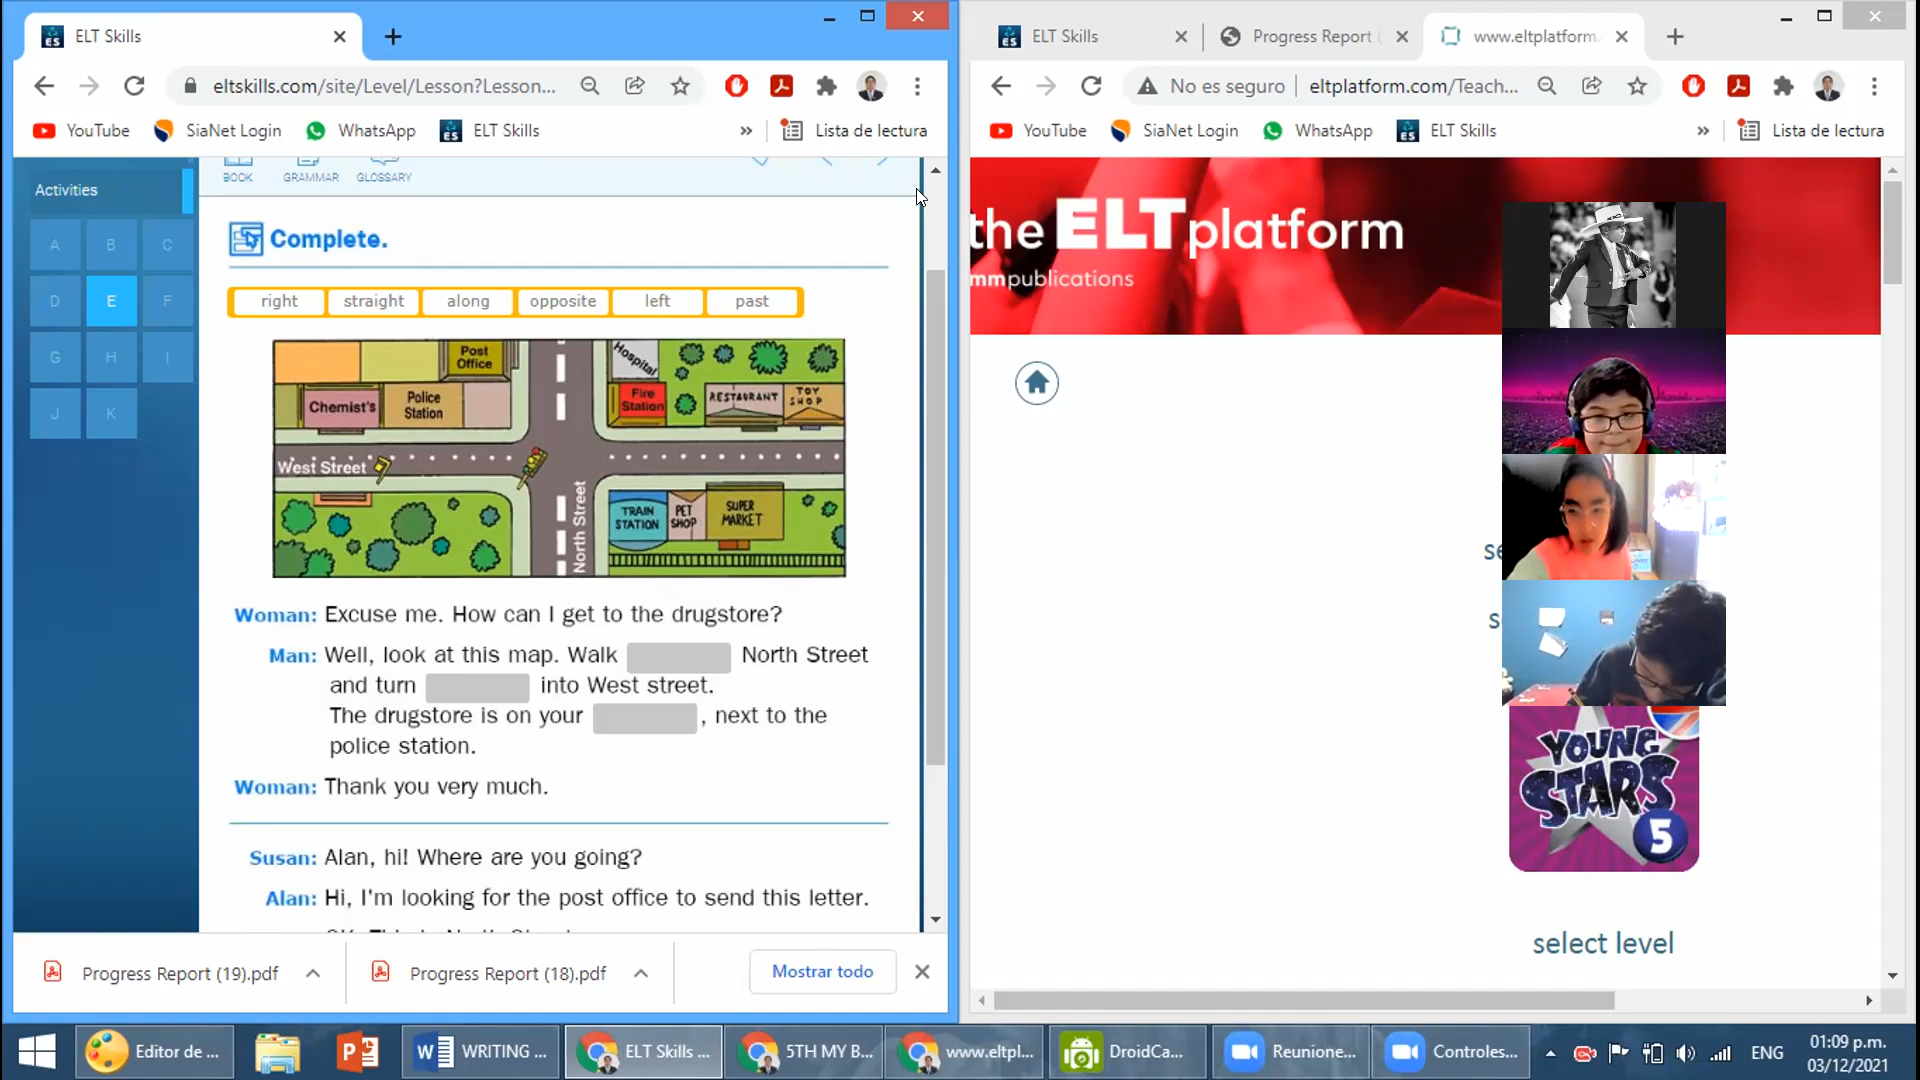 ELT Skills
eltskills.com/site/Level/Lesson?Lesson...
YouTube SiaNet Login WhatsApp ELT Skills » Lista de lectura
Activities
A B C
D E F
G H I
J K
BOOK GRAMMAR GLOSSARY
Complete.
right straight along opposite left past
Post Office
Hospital
Chemist's
Police Station
Fire Station
RESTAURANT
TOY SHOP
West Street
North Street
TRAIN STATION
PET SHOP
SUPER MARKET
Woman: Excuse me. How can I get to the drugstore?
Man: Well, look at this map. Walk North Street
and turn into West street.
The drugstore is on your , next to the
police station.
Woman: Thank you very much.
Susan: Alan, hi! Where are you going?
Alan: Hi, I'm looking for the post office to send this letter.
Progress Report (19).pdf
Progress Report (18).pdf
Mostrar todo
ELT Skills
Progress Report
www.eltplatform.
No es seguro eltplatform.com/Teach...
YouTube SiaNet Login WhatsApp ELT Skills » Lista de lectura
the ELT platform
mmpublications
YOUNG
STARS
5
select level
Editor de ...
WRITING ...
ELT Skills ...
5TH MY B...
www.eltpl...
DroidCa...
Reunione...
Controles...
ENG
01:09 p.m.
03/12/2021